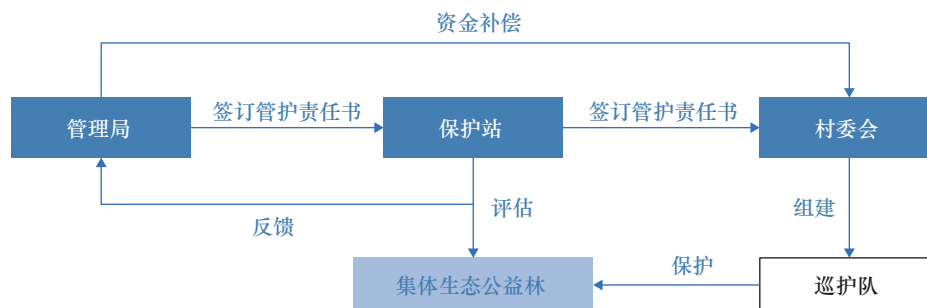 资金补偿
管理局
签订管护责任书
保护站
签订管护责任书
村委会
反馈
评估
组建
集体生态公益林
保护
巡护队